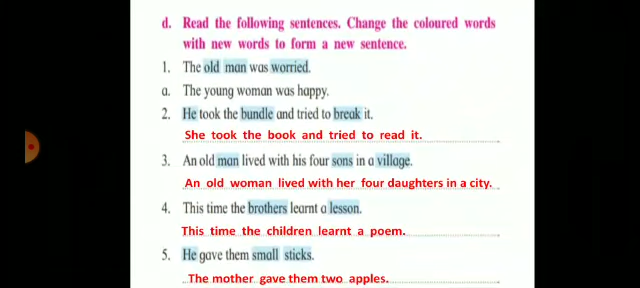 d. Read the following sentences. Change the coloured words
with new words to form a new sentence.
1. The old man was worried.
a. The young woman was happy.
2. He took the bundle and tried to break it.
She took the book and tried to read it.
3. An old man lived with his four sons in a village.
An old woman lived with her four daughters in a city.
4. This time the brothers learnt a lesson.
This time the children learnt a poem.
5. He gave them small sticks.
The mother gave them two apples.